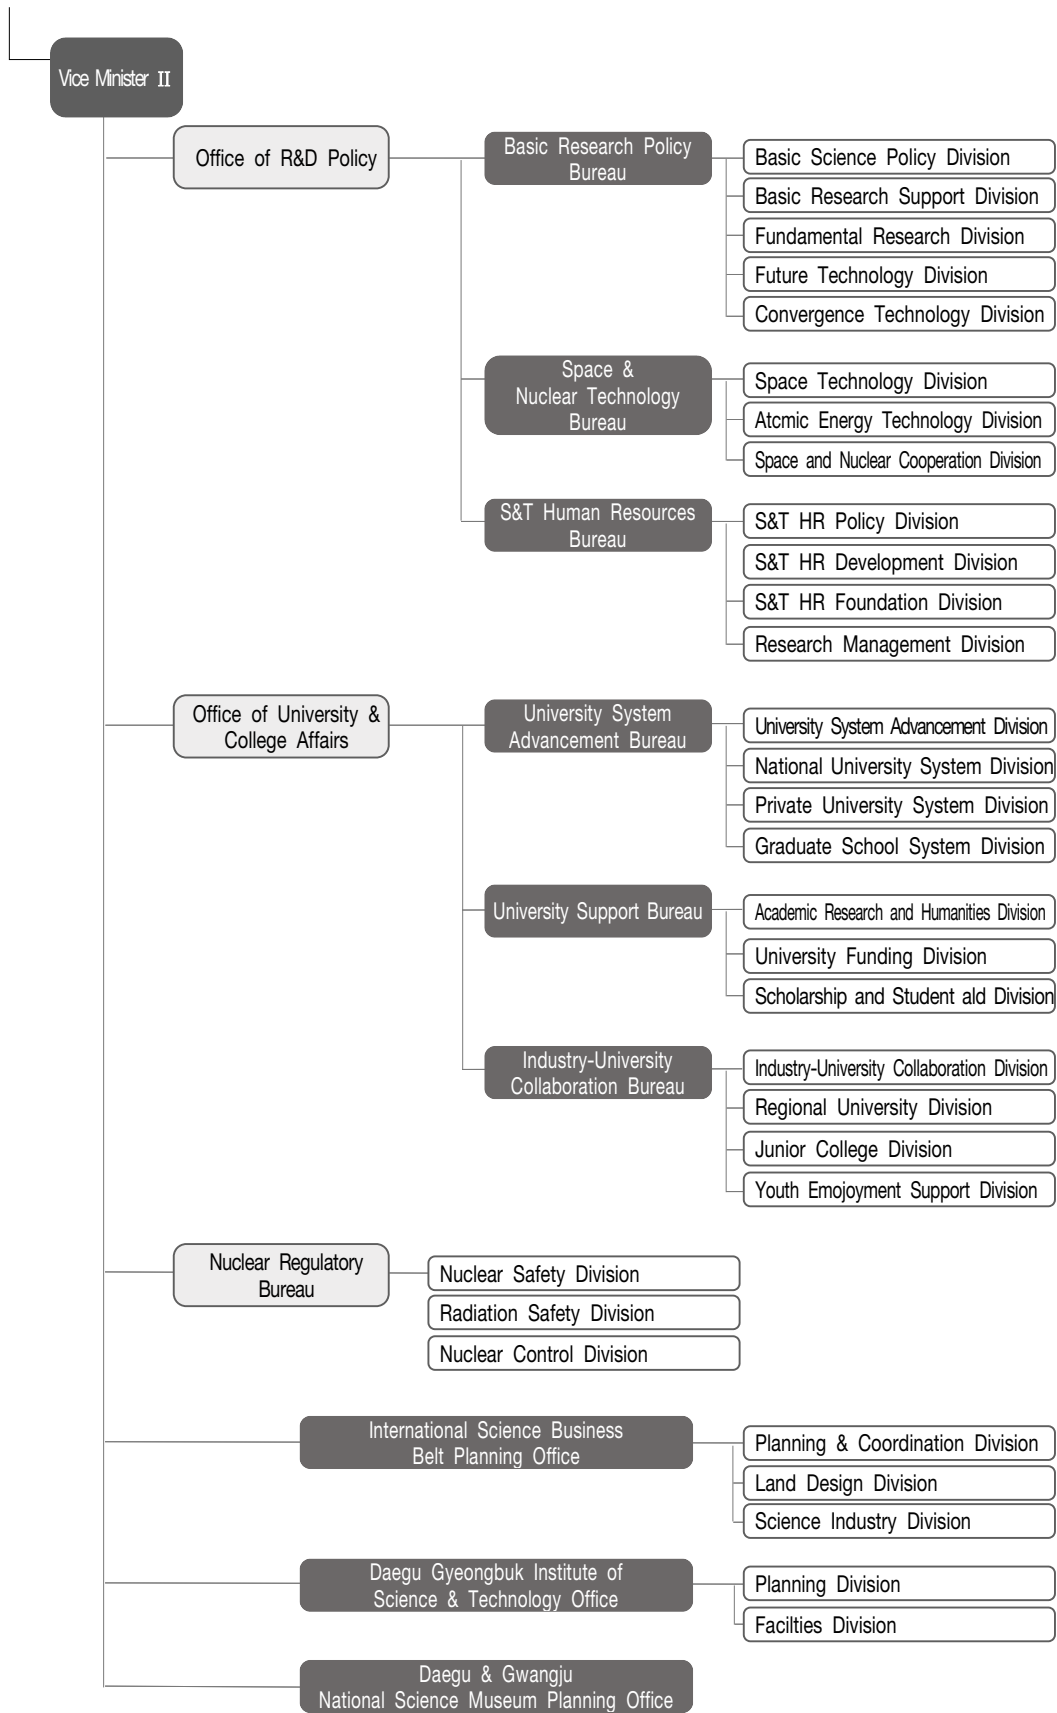 Vice Minister II
Office of R&D Policy
Basic Research Policy
Bureau
Basic Science Policy Division
Basic Research Support Division
Fundamental Research Division
Future Technology Division
Convergence Technology Division
Space &
Nuclear Technology
Bureau
Space Technology Division
Atcmic Energy Technology Division
Space and Nuclear Cooperation Division
S&T Human Resources
Bureau
S&T HR Policy Division
S&T HR Development Division
S&T HR Foundation Division
Research Management Division
Office of University &
College Affairs
University System
Advancement Bureau
University System Advancement Division
National University System Division
Private University System Division
Graduate School System Division
University Support Bureau
Academic Research and Humanities Division
University Funding Division
Scholarship and Student ald Division
Industry-University
Collaboration Bureau
Industry-University Collaboration Division
Regional University Division
Junior College Division
Youth Emojoyment Support Division
Nuclear Regulatory
Bureau
Nuclear Safety Division
Radiation Safety Division
Nuclear Control Division
International Science Business
Belt Planning Office
Planning & Coordination Division
Land Design Division
Science Industry Division
Daegu Gyeongbuk Institute of
Science & Technology Office
Planning Division
Facilties Division
Daegu & Gwangju
National Science Museum Planning Office